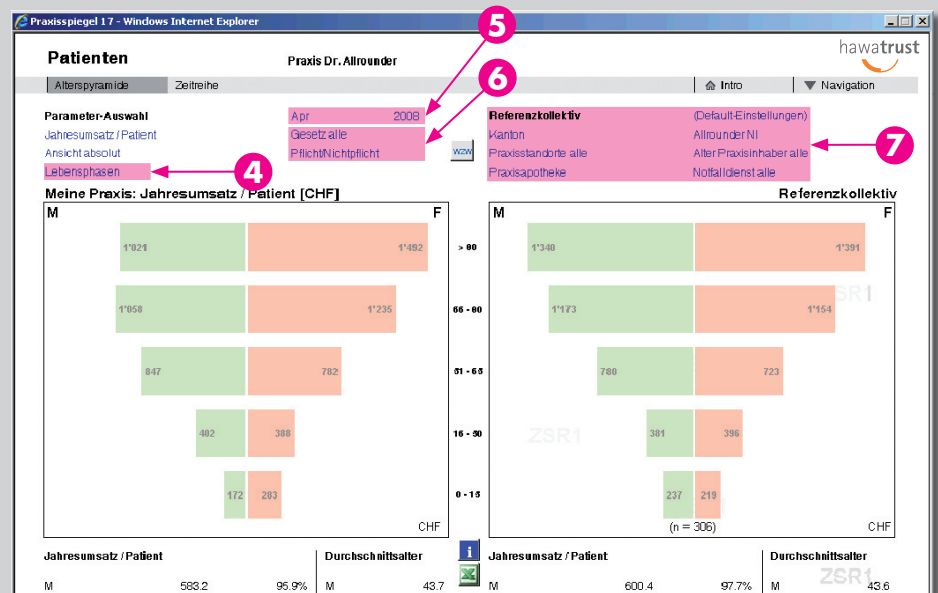 Praxisspiegel 17 - Windows Internet Explorer
5
Patienten
Praxis Dr. Allrounder
hawatrust
6
Alterspyramide Zeitreihe Intro Navigation
Parameter-Auswahl Apr 2008 Referenzkollektiv (Default-Einstellungen)
Jahresumsatz / Patient Gesetz alle Kanton Allrounder NI
7
Ansicht absolut Pflicht/Nichtpflicht wzw Praxisstandorte alle Alter Praxisinhaber alle
Lebensphasen 4 Praxisapotheke Notfalldienst alle
Meine Praxis: Jahresumsatz / Patient [CHF] Referenzkollektiv
M F M F
1'021 1'492 > 80 1'340 1'391
ZSR1
1'058 1'235 66 - 80 1'173 1'154
847 782 51 - 65 780 723
402 388 16 - 50 ZSR1 381 396
172 283 0 - 15 237 219
CHF (n = 306) CHF
Jahresumsatz / Patient Durchschnittsalter i Jahresumsatz / Patient Durchschnittsalter
ZSR1
M 583.2 95.9% M 43.7 M 600.4 97.7% M 43.6